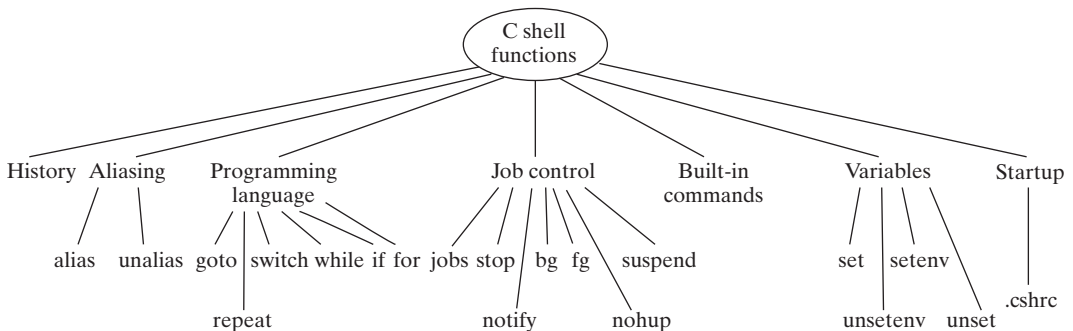 C shell
functions
History Aliasing Programming language Job control Built-in commands Variables Startup
alias unalias goto switch while if for jobs stop bg fg suspend set setenv
.cshrc
repeat notify nohup unsetenv unset